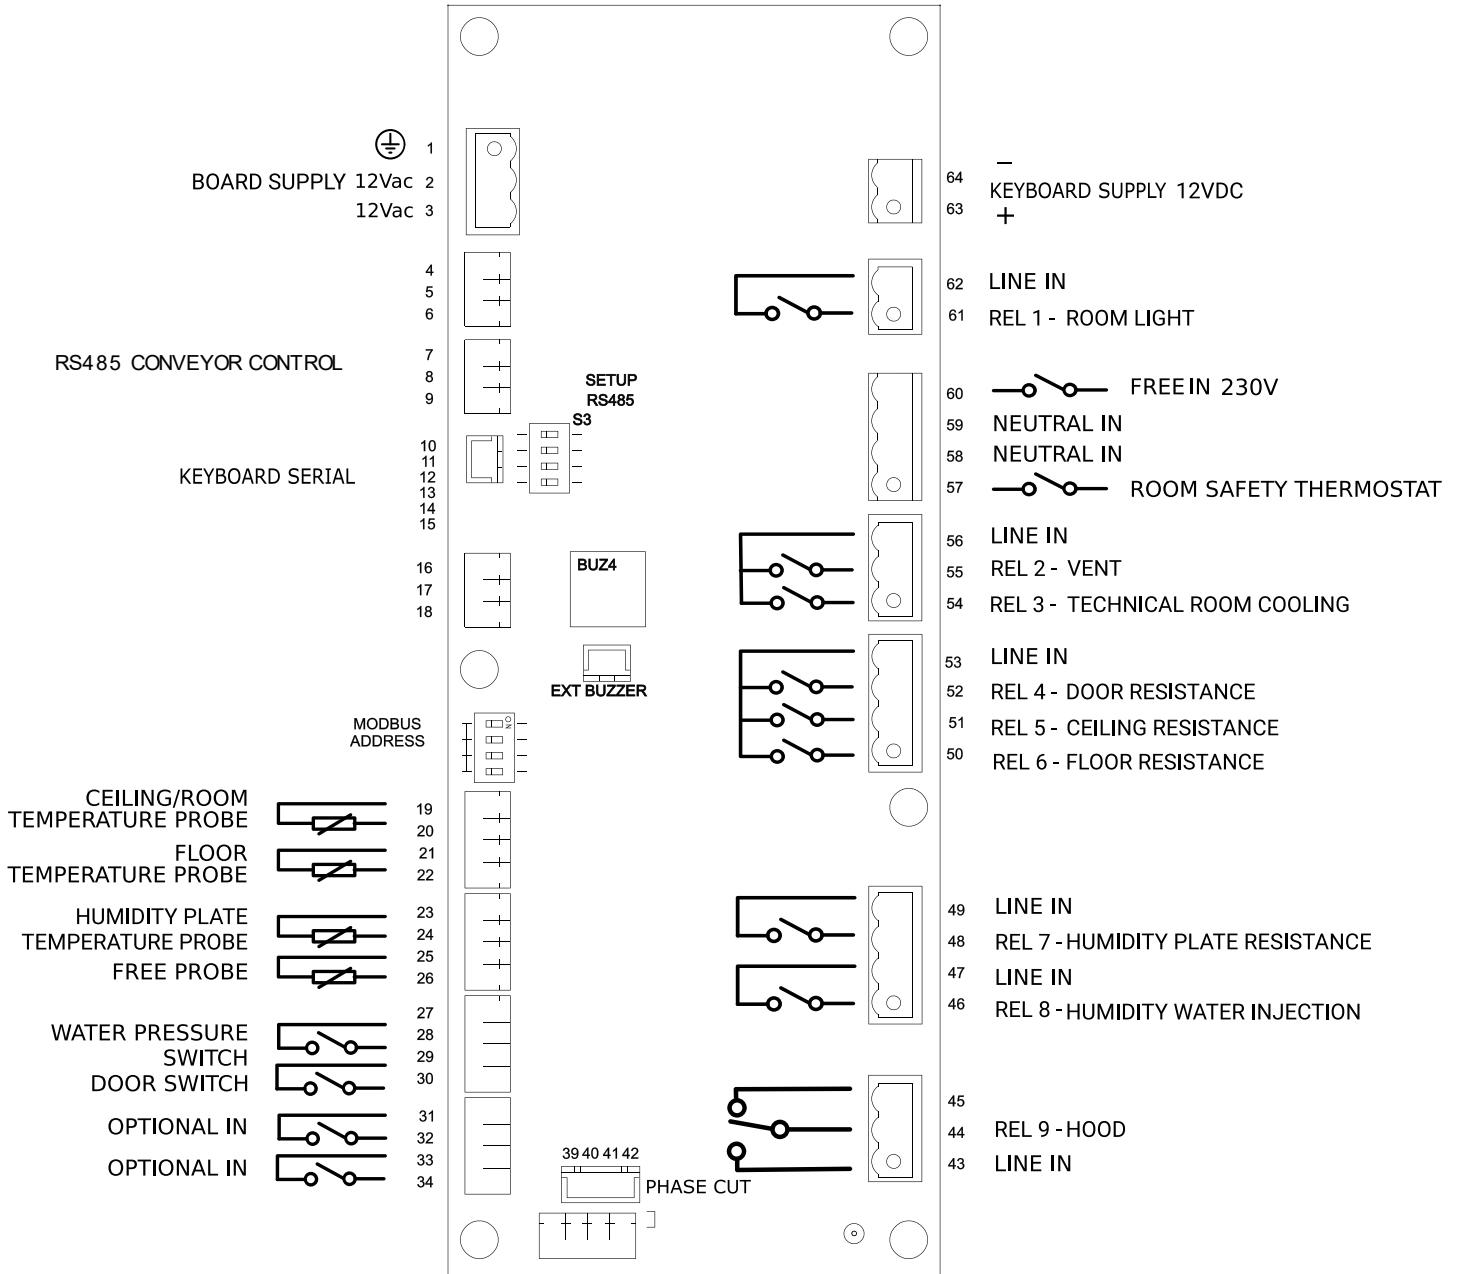 1
BOARD SUPPLY 12Vac 2
12Vac 3
4
5
6
RS485 CONVEYOR CONTROL
7
8
9
SETUP
RS485
S3
KEYBOARD SERIAL
10
11
12
13
14
15
16
17
18
BUZ4
EXT BUZZER
MODBUS
ADDRESS
ON
CEILING/ROOM
TEMPERATURE PROBE
19
20
FLOOR
TEMPERATURE PROBE
21
22
HUMIDITY PLATE
TEMPERATURE PROBE
23
24
FREE PROBE
25
26
WATER PRESSURE
SWITCH
27
28
DOOR SWITCH
29
30
OPTIONAL IN
31
32
OPTIONAL IN
33
34
39 40 41 42
PHASE CUT
−
64
KEYBOARD SUPPLY 12VDC
63
+
62 LINE IN
61 REL 1 - ROOM LIGHT
60 FREE IN 230V
59 NEUTRAL IN
58 NEUTRAL IN
57 ROOM SAFETY THERMOSTAT
56 LINE IN
55 REL 2 - VENT
54 REL 3 - TECHNICAL ROOM COOLING
53 LINE IN
52 REL 4 - DOOR RESISTANCE
51 REL 5 - CEILING RESISTANCE
50 REL 6 - FLOOR RESISTANCE
49 LINE IN
48 REL 7 - HUMIDITY PLATE RESISTANCE
47 LINE IN
46 REL 8 - HUMIDITY WATER INJECTION
45
44 REL 9 - HOOD
43 LINE IN